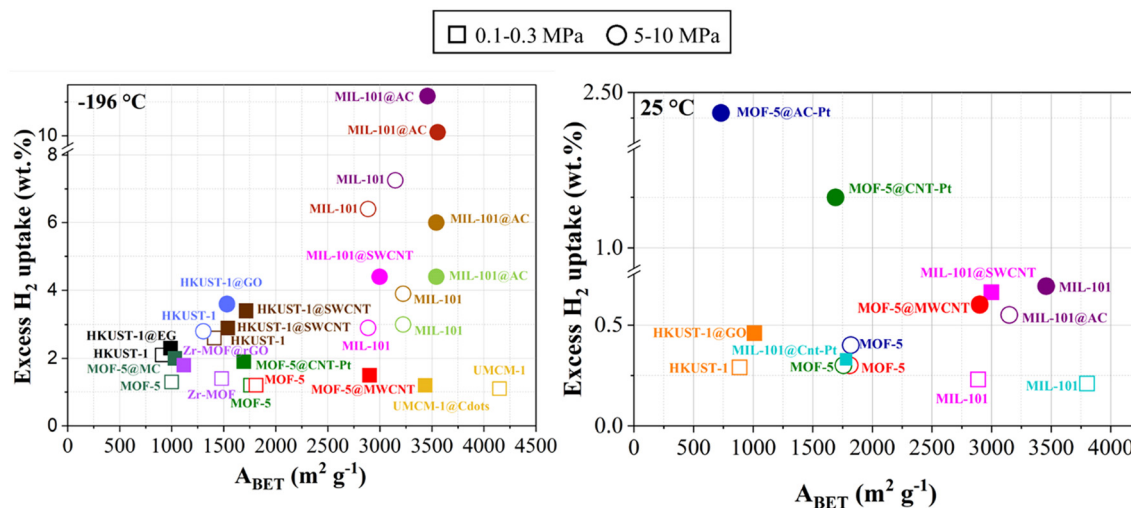 0.1-0.3 MPa 5-10 MPa
-196 °C
Excess H2 uptake (wt.%)
10
8
6
4
2
0
MIL-101@AC
MIL-101@AC
MIL-101
MIL-101
MIL-101@AC
MIL-101@SWCNT
MIL-101@AC
HKUST-1@GO
MIL-101
HKUST-1@SWCNT
HKUST-1
HKUST-1@SWCNT
MIL-101
MIL-101
HKUST-1@EG
HKUST-1
HKUST-1
Zr-MOF@rGO
MOF-5@MC
MOF-5@CNT-Pt
MOF-5
Zr-MOF
MOF-5
MOF-5
MOF-5@MWCNT
UMCM-1
UMCM-1@Cdots
0 500 1000 1500 2000 2500 3000 3500 4000 4500
ABET (m2 g-1)
25 °C
Excess H2 uptake (wt.%)
2.50
1.0
0.5
0.0
MOF-5@AC-Pt
MOF-5@CNT-Pt
MIL-101@SWCNT
MIL-101
MOF-5@MWCNT
MIL-101@AC
HKUST-1@GO
MIL-101@Cnt-Pt
MOF-5
HKUST-1
MOF-5
MOF-5
MIL-101
MIL-101
0 500 1000 1500 2000 2500 3000 3500 4000
ABET (m2 g-1)